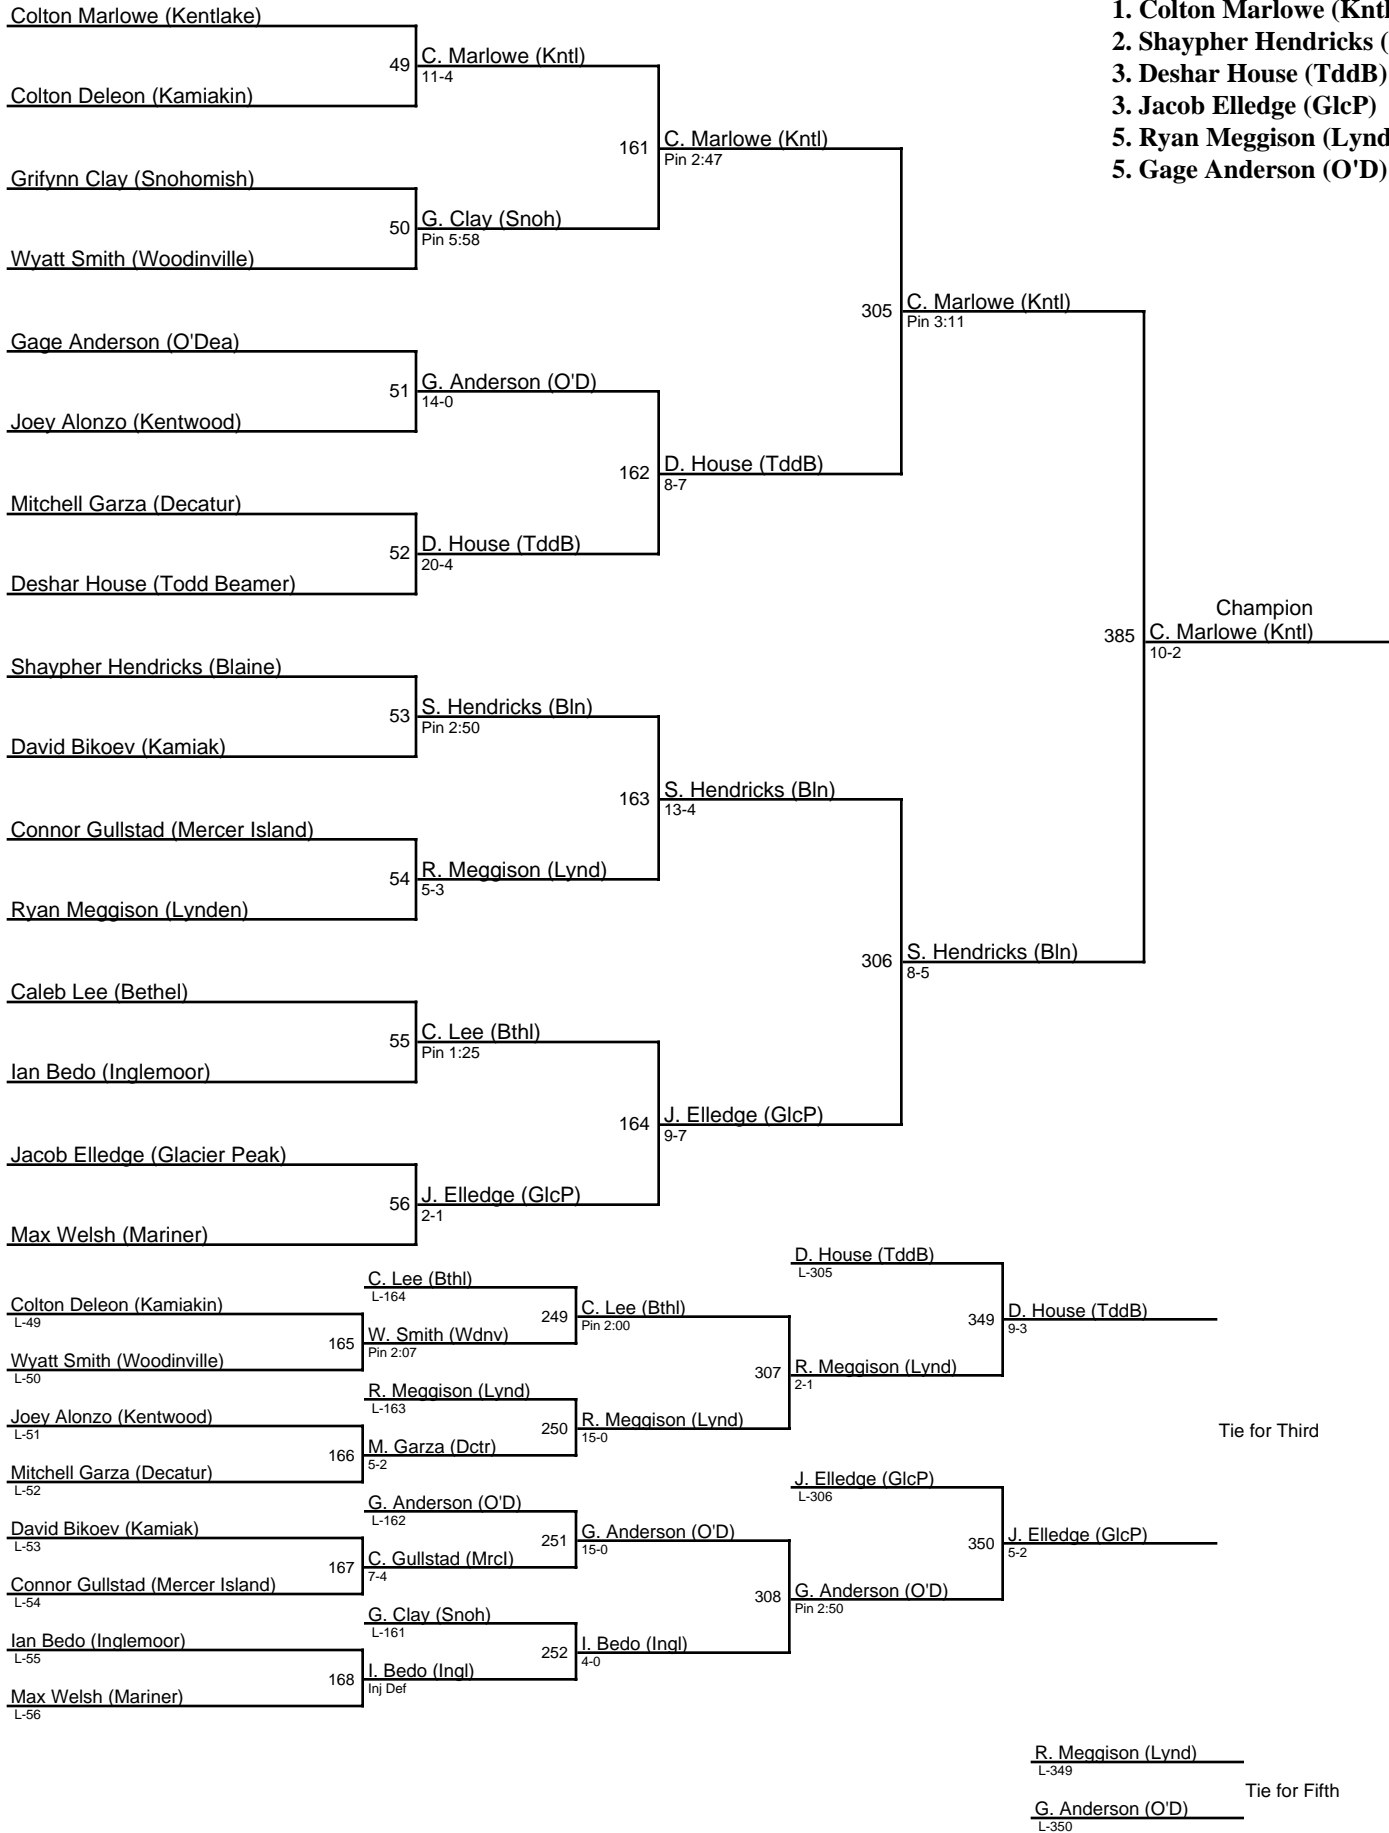 1. Colton Marlowe (Kntl
2. Shaypher Hendricks (
3. Deshar House (TddB)
3. Jacob Elledge (GlcP)
5. Ryan Meggison (Lynd
5. Gage Anderson (O'D)
Colton Marlowe (Kentlake)
49 C. Marlowe (Kntl)
11-4
Colton Deleon (Kamiakin)
161 C. Marlowe (Kntl)
Pin 2:47
Grifynn Clay (Snohomish)
50 G. Clay (Snoh)
Pin 5:58
Wyatt Smith (Woodinville)
305 C. Marlowe (Kntl)
Pin 3:11
Gage Anderson (O'Dea)
51 G. Anderson (O'D)
14-0
Joey Alonzo (Kentwood)
162 D. House (TddB)
8-7
Mitchell Garza (Decatur)
52 D. House (TddB)
20-4
Deshar House (Todd Beamer)
Champion
385 C. Marlowe (Kntl)
10-2
Shaypher Hendricks (Blaine)
53 S. Hendricks (Bln)
Pin 2:50
David Bikoev (Kamiak)
163 S. Hendricks (Bln)
13-4
Connor Gullstad (Mercer Island)
54 R. Meggison (Lynd)
5-3
Ryan Meggison (Lynden)
306 S. Hendricks (Bln)
8-5
Caleb Lee (Bethel)
55 C. Lee (Bthl)
Pin 1:25
Ian Bedo (Inglemoor)
164 J. Elledge (GlcP)
9-7
Jacob Elledge (Glacier Peak)
56 J. Elledge (GlcP)
2-1
Max Welsh (Mariner)
D. House (TddB)
L-305
C. Lee (Bthl)
L-164
Colton Deleon (Kamiakin)
L-49
249 C. Lee (Bthl)
Pin 2:00
349 D. House (TddB)
9-3
165 W. Smith (Wdnv)
Pin 2:07
Wyatt Smith (Woodinville)
L-50
307 R. Meggison (Lynd)
2-1
R. Meggison (Lynd)
L-163
Joey Alonzo (Kentwood)
L-51
250 R. Meggison (Lynd)
15-0
Tie for Third
166 M. Garza (Dctr)
5-2
Mitchell Garza (Decatur)
L-52
J. Elledge (GlcP)
L-306
G. Anderson (O'D)
L-162
David Bikoev (Kamiak)
L-53
251 G. Anderson (O'D)
15-0
350 J. Elledge (GlcP)
5-2
167 C. Gullstad (MrcI)
7-4
Connor Gullstad (Mercer Island)
L-54
308 G. Anderson (O'D)
Pin 2:50
G. Clay (Snoh)
L-161
Ian Bedo (Inglemoor)
L-55
252 I. Bedo (Ingl)
4-0
168 I. Bedo (Ingl)
Inj Def
Max Welsh (Mariner)
L-56
R. Meggison (Lynd)
L-349
Tie for Fifth
G. Anderson (O'D)
L-350